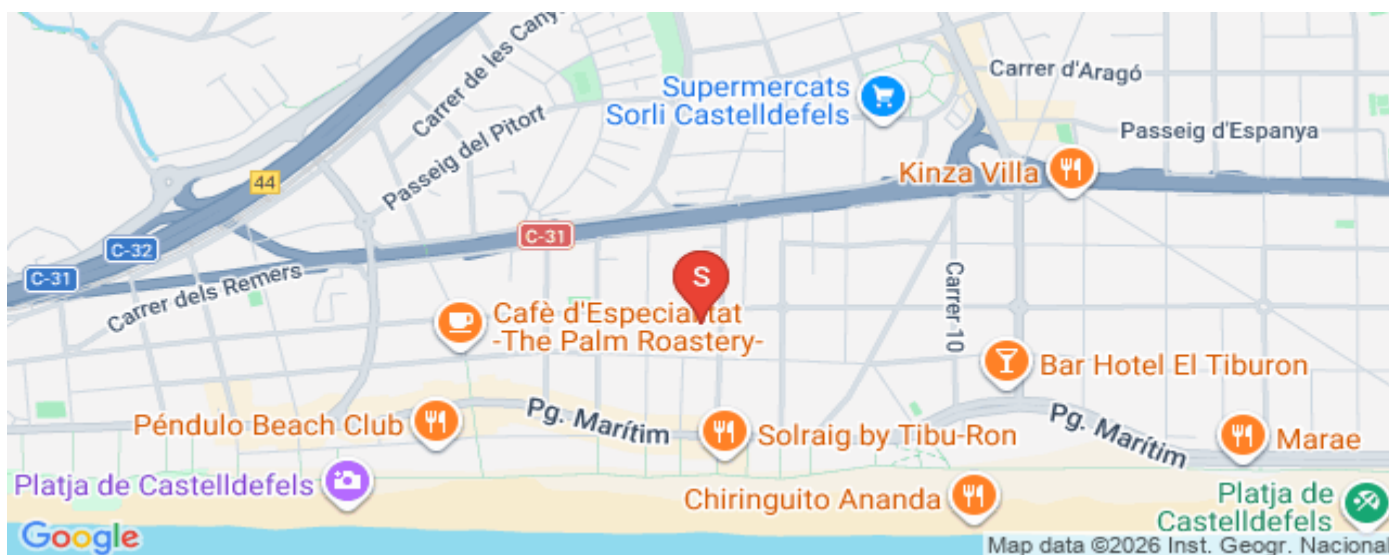 Carrer de les Cany
Carrer d'Aragó
Supermercats
Sorli Castelldefels
Passeig del Pitort
Passeig d'Espanya
Kinza Villa
44
C-31
C-32
C-31
S
Carrer dels Remers
Carrer 10
Cafè d'Especialitat
-The Palm Roastery-
Bar Hotel El Tiburon
Péndulo Beach Club
Pg. Marítim
Solraig by Tibu-Ron
Pg. Marítim
Marae
Platja de Castelldefels
Chiringuito Ananda
Platja de
Castelldefels
Google
Map data ©2026 Inst. Geogr. Nacional